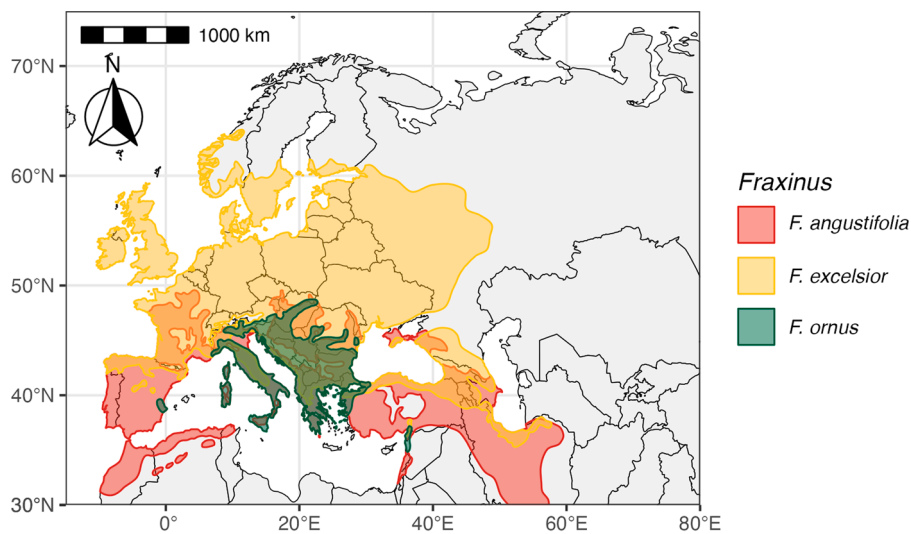 1000 km
N
70°N
60°N
50°N
40°N
30°N
0°
20°E
40°E
60°E
80°E
Fraxinus
F. angustifolia
F. excelsior
F. ornus